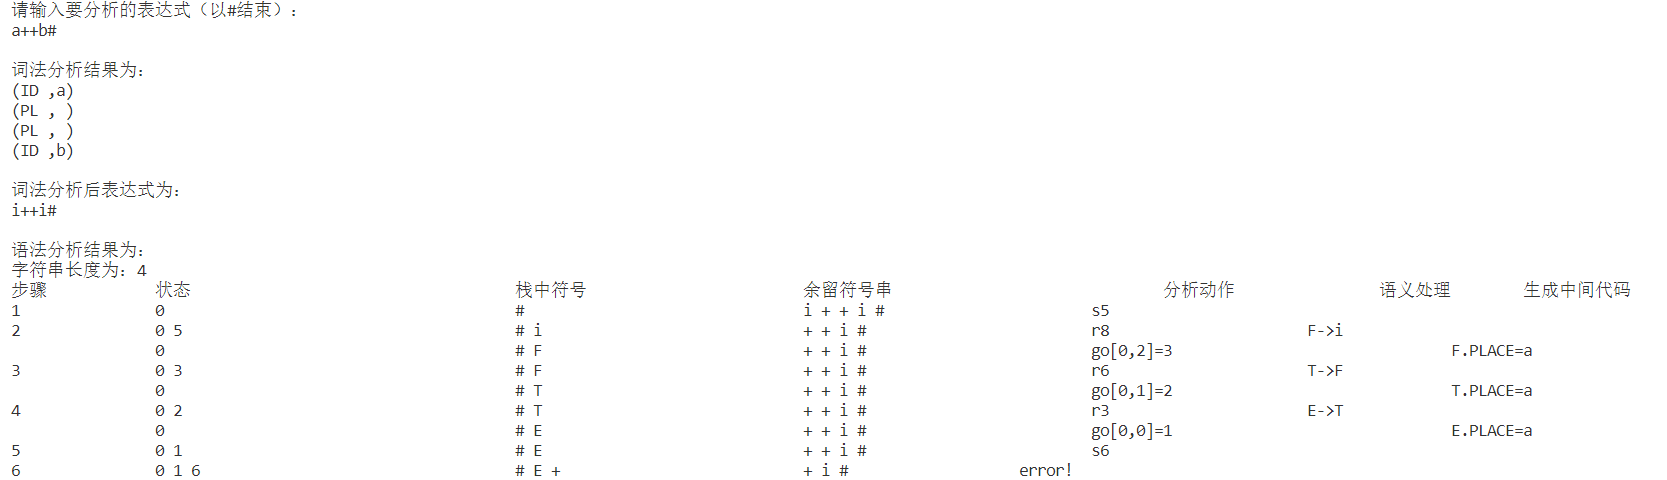 请输入要分析的表达式（以#结束）：
a++b#
词法分析结果为：
(ID ,a)
(PL , )
(PL , )
(ID ,b)
词法分析后表达式为：
i++i#
语法分析结果为：
字符串长度为：4
步骤 状态 栈中符号 余留符号串 分析动作 语义处理 生成中间代码
1 0 # i + + i # s5
2 0 5 # i + + i # r8 F->i
0 # F + + i # go[0,2]=3 F.PLACE=a
3 0 3 # F + + i # r6 T->F
0 # T + + i # go[0,1]=2 T.PLACE=a
4 0 2 # T + + i # r3 E->T
0 # E + + i # go[0,0]=1 E.PLACE=a
5 0 1 # E + + i # s6
6 0 1 6 # E + + i # error!